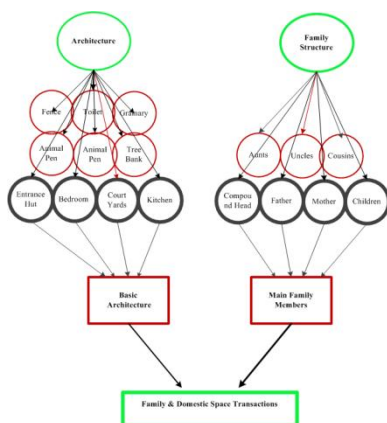 Architecture
Family
Structure
Fence
Toilet
Granary
Animal
Pen
Animal
Pen
Tree
Bank
Aunts
Uncles
Cousins
Entrance
Hut
Bedroom
Court
Yards
Kitchen
Compou
nd Head
Father
Mother
Children
Basic
Architecture
Main Family
Members
Family & Domestic Space Transactions